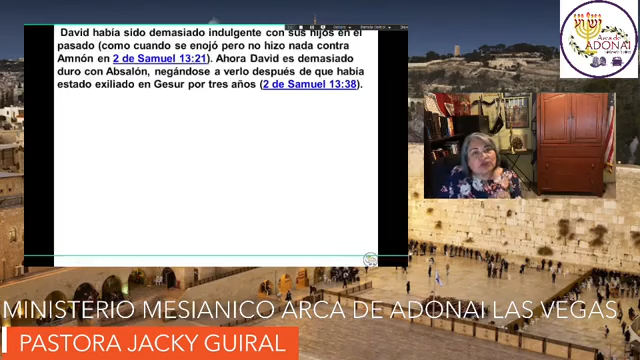 David había sido demasiado indulgente con sus hijos en el
pasado (como cuando se enojó pero no hizo nada contra
Amnón en 2 de Samuel 13:21). Ahora David es demasiado
duro con Absalón, negándose a verlo después de que había
estado exiliado en Gesur por tres años (2 de Samuel 13:38).
Arca de
ADONAI
MINISTERIO MESIANICO ARCA DE ADONAI LAS VEGAS
PASTORA JACKY GUIRAL